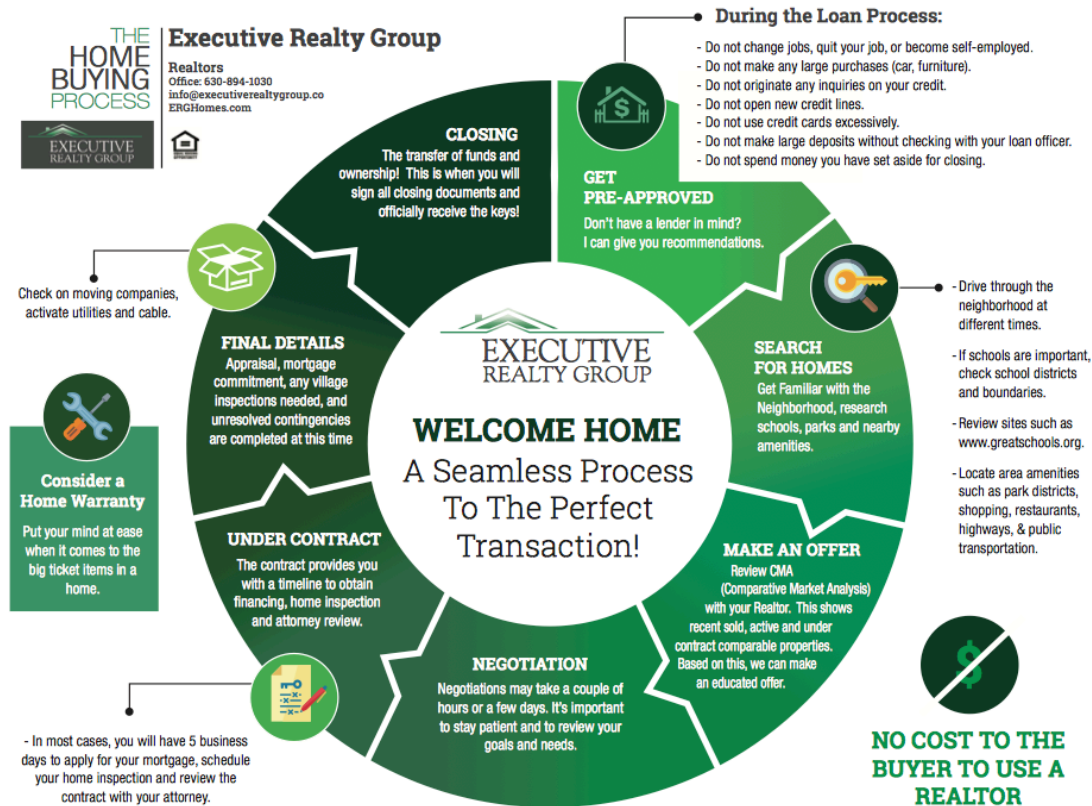 THE
HOME
BUYING
PROCESS
EXECUTIVE
REALTY GROUP
Executive Realty Group
Realtors
Office: 630-894-1030
info@executiverealtygroup.co
ERGHomes.com
During the Loan Process:
- Do not change jobs, quit your job, or become self-employed.
- Do not make any large purchases (car, furniture).
- Do not originate any inquiries on your credit.
- Do not open new credit lines.
- Do not use credit cards excessively.
- Do not make large deposits without checking with your loan officer.
- Do not spend money you have set aside for closing.
$
GET
PRE-APPROVED
Don't have a lender in mind?
I can give you recommendations.
SEARCH
FOR HOMES
Get Familiar with the
Neighborhood, research
schools, parks and nearby
amenities.
- Drive through the
neighborhood at
different times.
- If schools are important,
check school districts
and boundaries.
- Review sites such as
www.greatschools.org.
- Locate area amenities
such as park districts,
shopping, restaurants,
highways, & public
transportation.
MAKE AN OFFER
Review CMA
(Comparative Market Analysis)
with your Realtor. This shows
recent sold, active and under
contract comparable properties.
Based on this, we can make
an educated offer.
NEGOTIATION
Negotiations may take a couple of
hours or a few days. It's important
to stay patient and to review your
goals and needs.
UNDER CONTRACT
The contract provides you
with a timeline to obtain
financing, home inspection
and attorney review.
- In most cases, you will have 5 business
days to apply for your mortgage, schedule
your home inspection and review the
contract with your attorney.
FINAL DETAILS
Appraisal, mortgage
commitment, any village
inspections needed, and
unresolved contingencies
are completed at this time
Check on moving companies,
activate utilities and cable.
Consider a
Home Warranty
Put your mind at ease
when it comes to the
big ticket items in a
home.
CLOSING
The transfer of funds and
ownership! This is when you will
sign all closing documents and
officially receive the keys!
EXECUTIVE
REALTY GROUP
WELCOME HOME
A Seamless Process
To The Perfect
Transaction!
$
NO COST TO THE
BUYER TO USE A
REALTOR